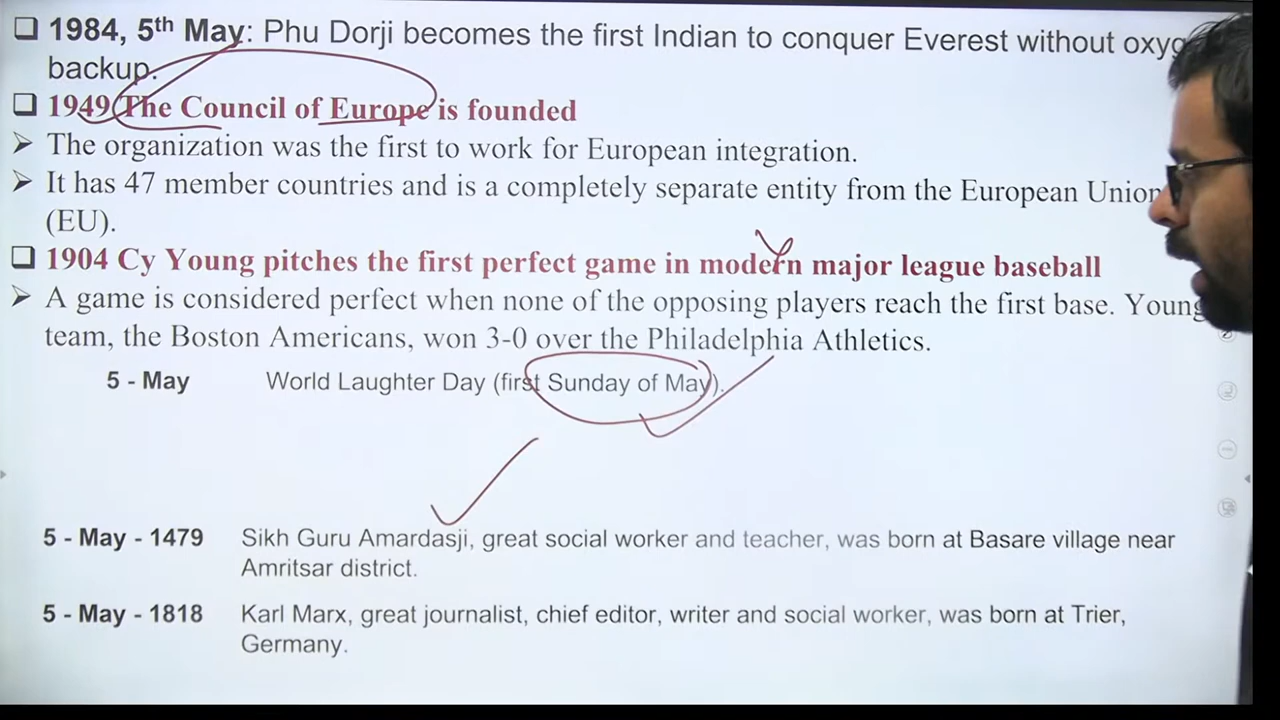 ❑ 1984, 5th May: Phu Dorji becomes the first Indian to conquer Everest without
backup.
❑ 1949 The Council of Europe is founded
➢ The organization was the first to work for European integration.
➢ It has 47 member countries and is a completely separate entity from the European Union
(EU).
❑ 1904 Cy Young pitches the first perfect game in modern major league baseball
➢ A game is considered perfect when none of the opposing players reach the first base.
team, the Boston Americans, won 3-0 over the Philadelphia Athletics.
5 - May World Laughter Day (first Sunday of May).
5 - May - 1479 Sikh Guru Amardasji, great social worker and teacher, was born at Basare village near
Amritsar district.
5 - May - 1818 Karl Marx, great journalist, chief editor, writer and social worker, was born at Trier,
Germany.